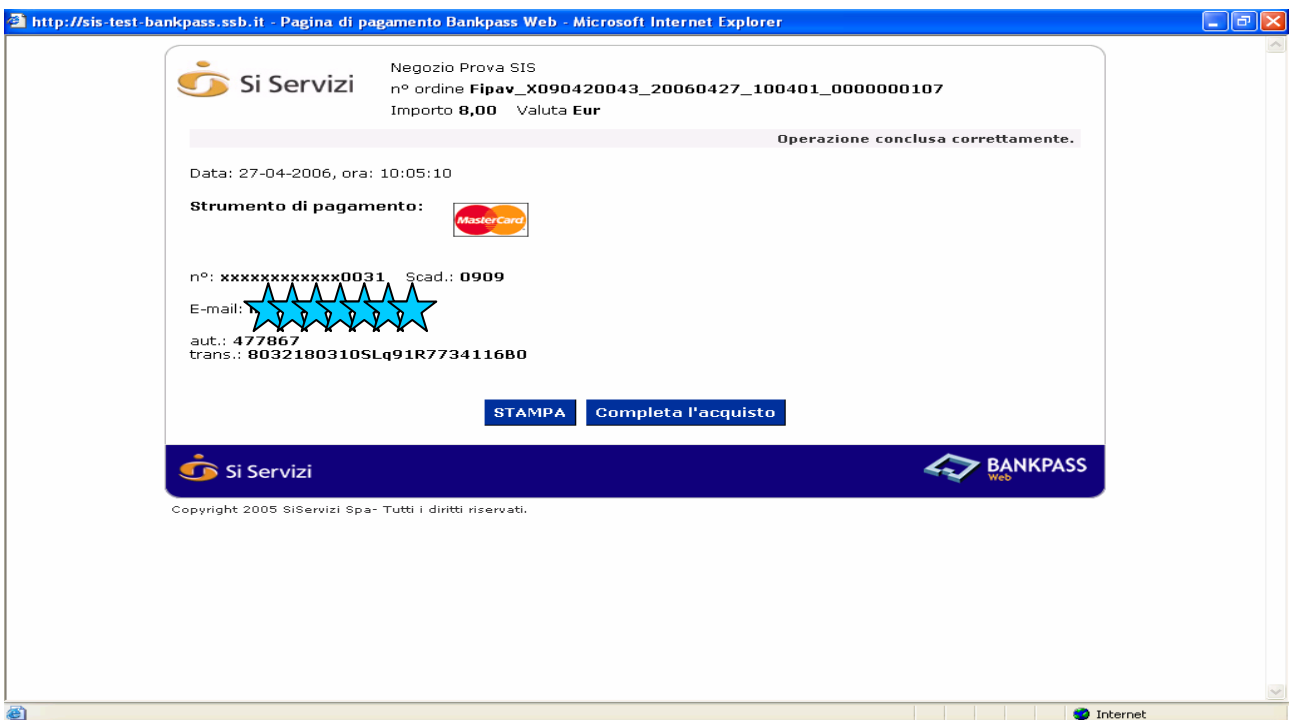 http://sis-test-bankpass.ssb.it - Pagina di pagamento Bankpass Web - Microsoft Internet Explorer
Si Servizi
Negozio Prova SIS
n° ordine Fipav_X090420043_20060427_100401_0000000107
Importo 8,00 Valuta Eur
Operazione conclusa correttamente.
Data: 27-04-2006, ora: 10:05:10
Strumento di pagamento:
MasterCard
n°: xxxxxxxxxxxx0031 Scad.: 0909
E-mail:
aut.: 477867
trans.: 8032180310SLq91R7734116B0
STAMPA Completa l'acquisto
Si Servizi
BANKPASS
Web
Copyright 2005 SiServizi Spa- Tutti i diritti riservati.
Internet